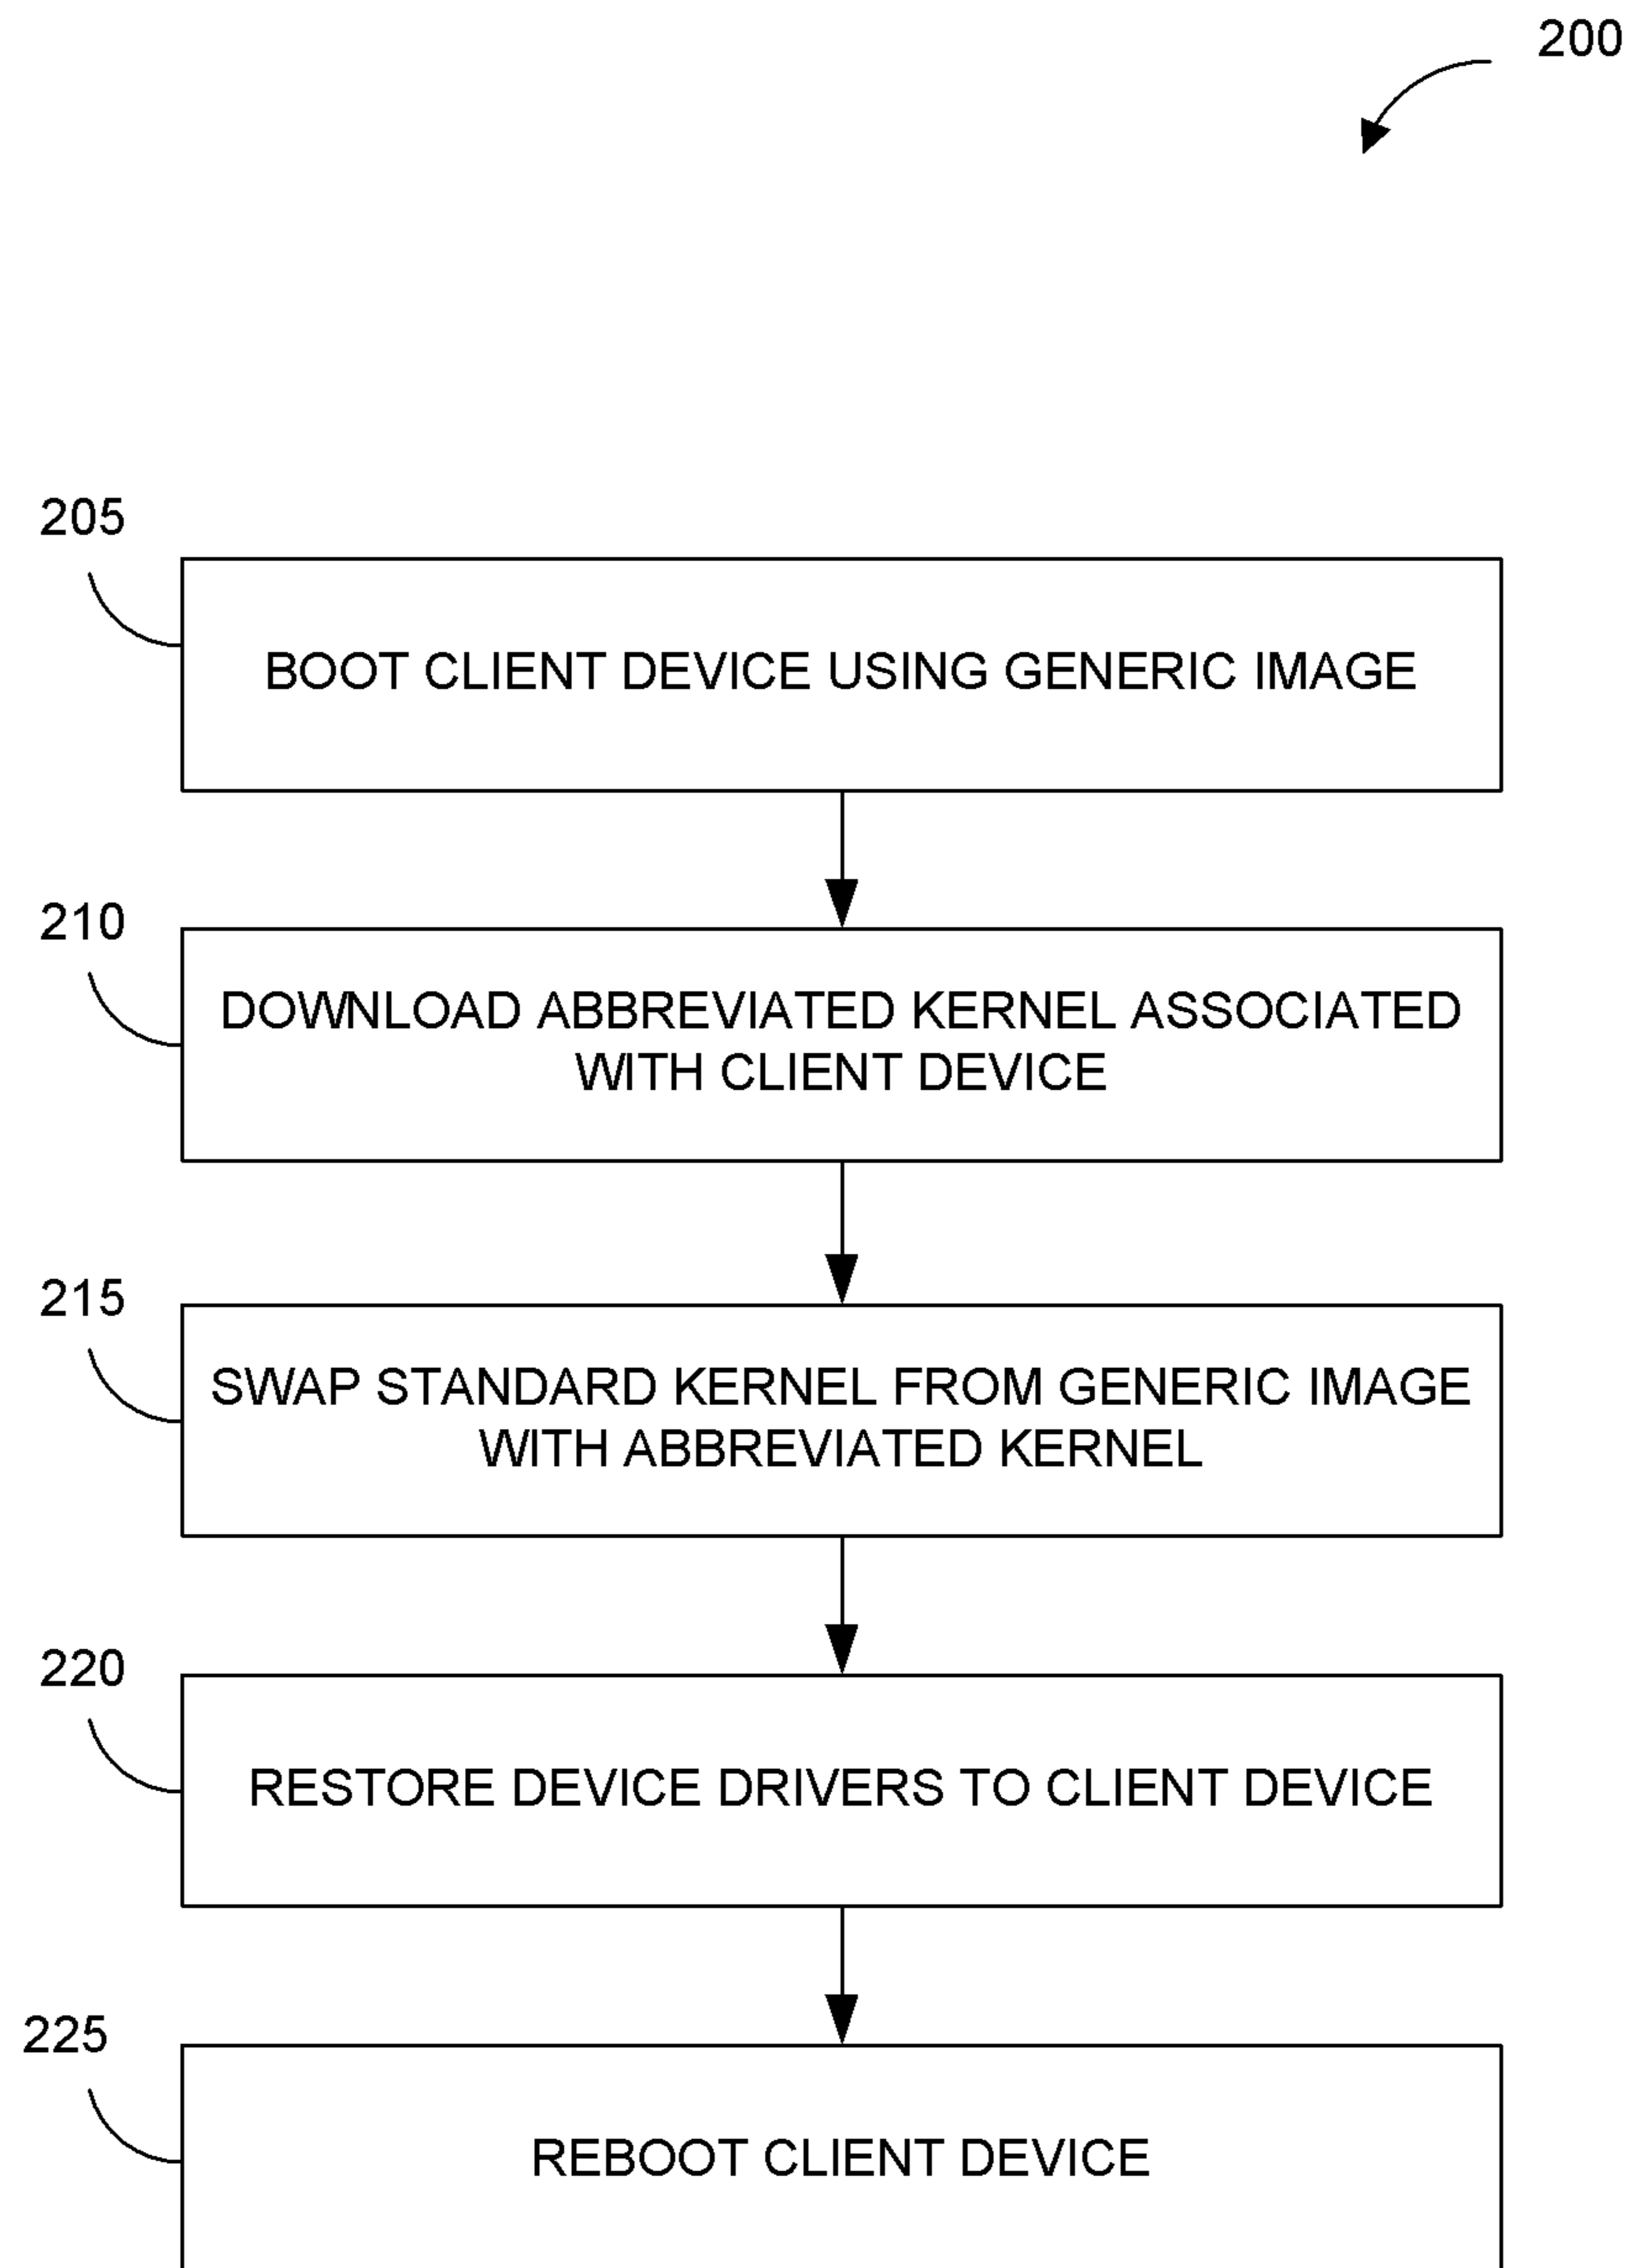 200
205
BOOT CLIENT DEVICE USING GENERIC IMAGE
210
DOWNLOAD ABBREVIATED KERNEL ASSOCIATED
WITH CLIENT DEVICE
215
SWAP STANDARD KERNEL FROM GENERIC IMAGE
WITH ABBREVIATED KERNEL
220
RESTORE DEVICE DRIVERS TO CLIENT DEVICE
225
REBOOT CLIENT DEVICE